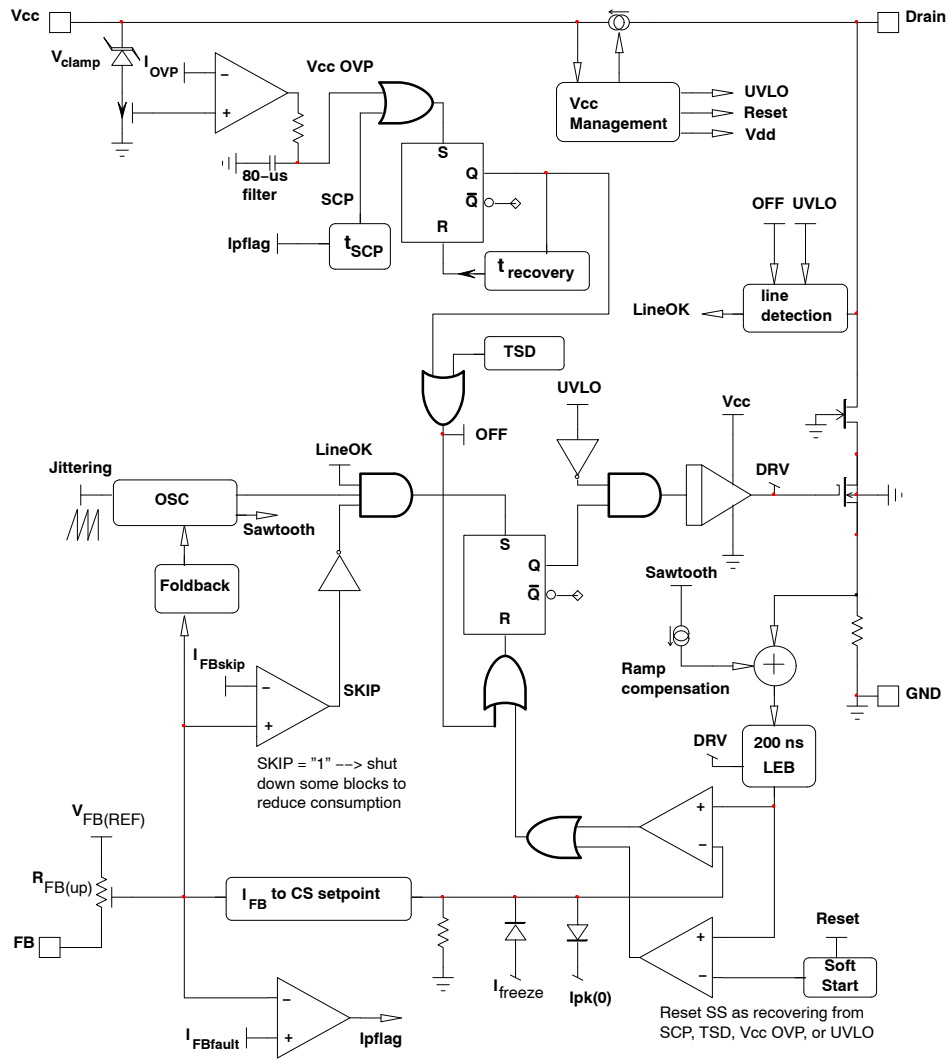 Vcc
Drain
Vclamp
IOVP
−
+
Vcc OVP
80−us
filter
SCP
Ipflag
tSCP
S
Q
Q̅
R
trecovery
Vcc
Management
UVLO
Reset
Vdd
OFF UVLO
LineOK
line
detection
TSD
OFF
UVLO
Vcc
DRV
LineOK
Jittering
OSC
Sawtooth
Foldback
S
Q
Q̅
R
Sawtooth
Ramp
compensation
+
GND
IFBskip
−
+
SKIP
SKIP = ”1” −−> shut
down some blocks to
reduce consumption
DRV
200 ns
LEB
+
−
VFB(REF)
RFB(up)
FB
IFB to CS setpoint
Ifreeze
Ipk(0)
+
−
Reset
Soft
Start
Reset SS as recovering from
SCP, TSD, Vcc OVP, or UVLO
IFBfault
−
+
Ipflag